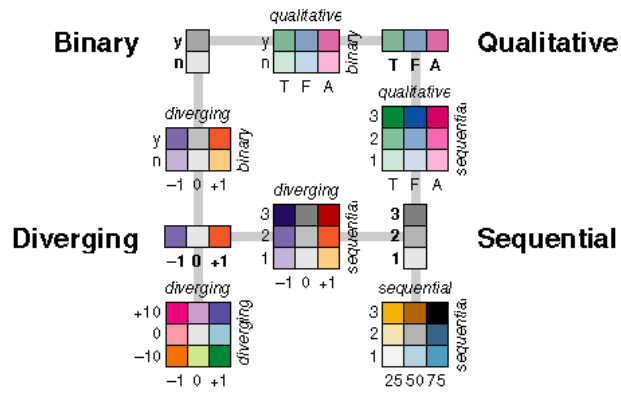 qualitative
Binary y y Qualitative
n n binary
T F A T F A
diverging qualitative
y 3
n binary 2 sequential
1
−1 0 +1 T F A
diverging
3 3
Diverging 2 sequential 2 Sequential
−1 0 +1 1 1
−1 0 +1
diverging sequential
+10 3
0 diverging 2 sequential
−10 1
−1 0 +1 25 50 75